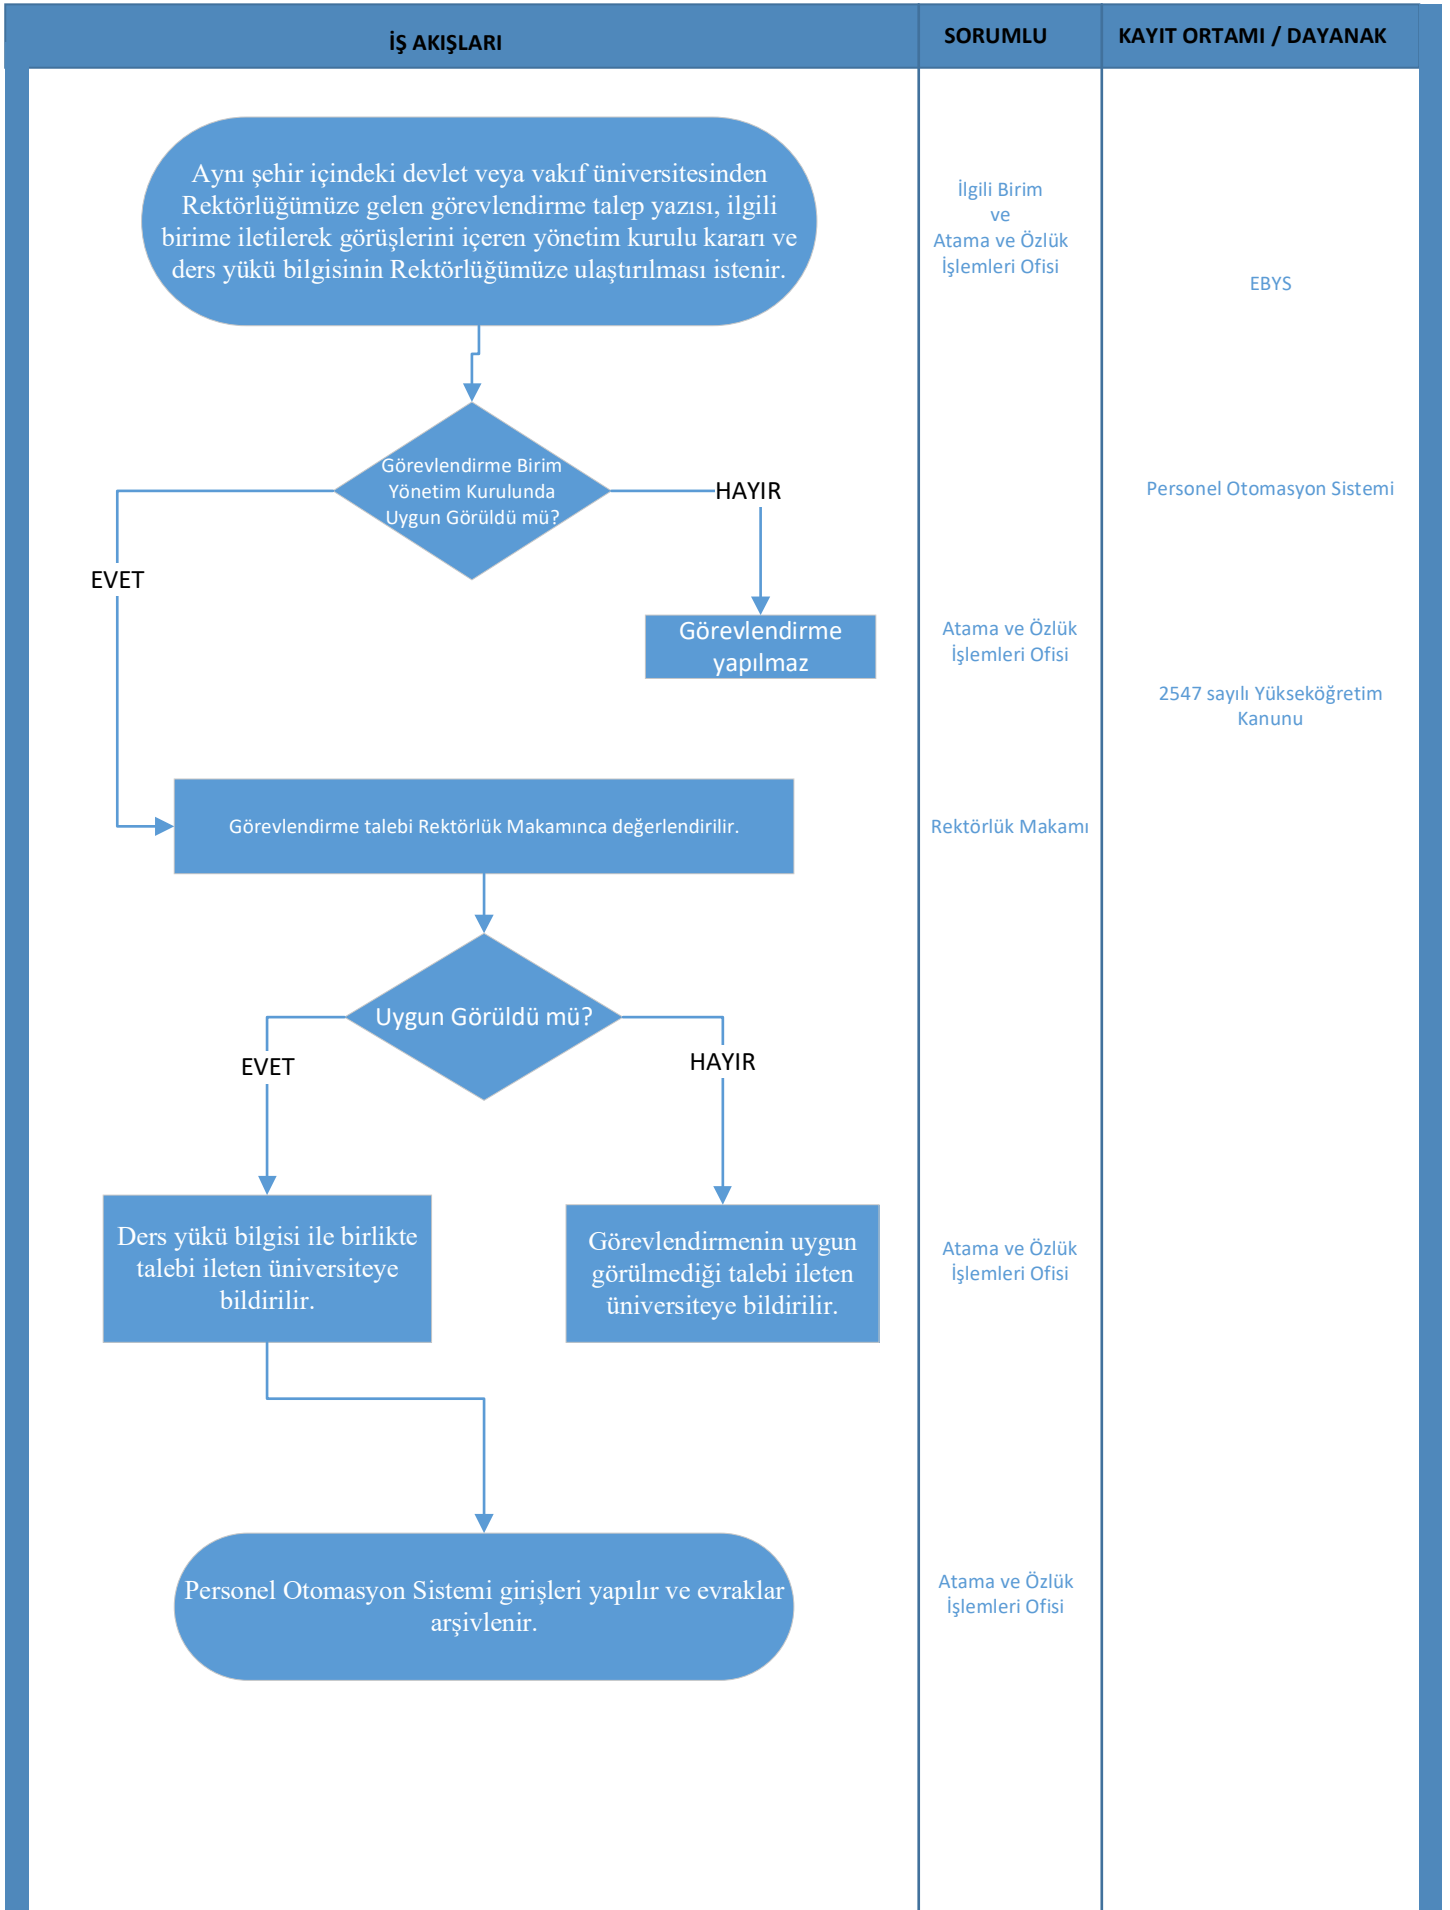 İŞ AKIŞLARI
SORUMLU
KAYIT ORTAMI / DAYANAK
Aynı şehir içindeki devlet veya vakıf üniversitesinden
Rektörlüğümüze gelen görevlendirme talep yazısı, ilgili
birime iletilerek görüşlerini içeren yönetim kurulu kararı ve
ders yükü bilgisinin Rektörlüğümüze ulaştırılması istenir.
İlgili Birim
ve
Atama ve Özlük
İşlemleri Ofisi
EBYS
Görevlendirme Birim
Yönetim Kurulunda
Uygun Görüldü mü?
HAYIR
Personel Otomasyon Sistemi
EVET
Görevlendirme
yapılmaz
Atama ve Özlük
İşlemleri Ofisi
2547 sayılı Yükseköğretim
Kanunu
Görevlendirme talebi Rektörlük Makamınca değerlendirilir.
Rektörlük Makamı
Uygun Görüldü mü?
EVET
HAYIR
Ders yükü bilgisi ile birlikte
talebi ileten üniversiteye
bildirilir.
Görevlendirmenin uygun
görülmediği talebi ileten
üniversiteye bildirilir.
Atama ve Özlük
İşlemleri Ofisi
Personel Otomasyon Sistemi girişleri yapılır ve evraklar
arşivlenir.
Atama ve Özlük
İşlemleri Ofisi